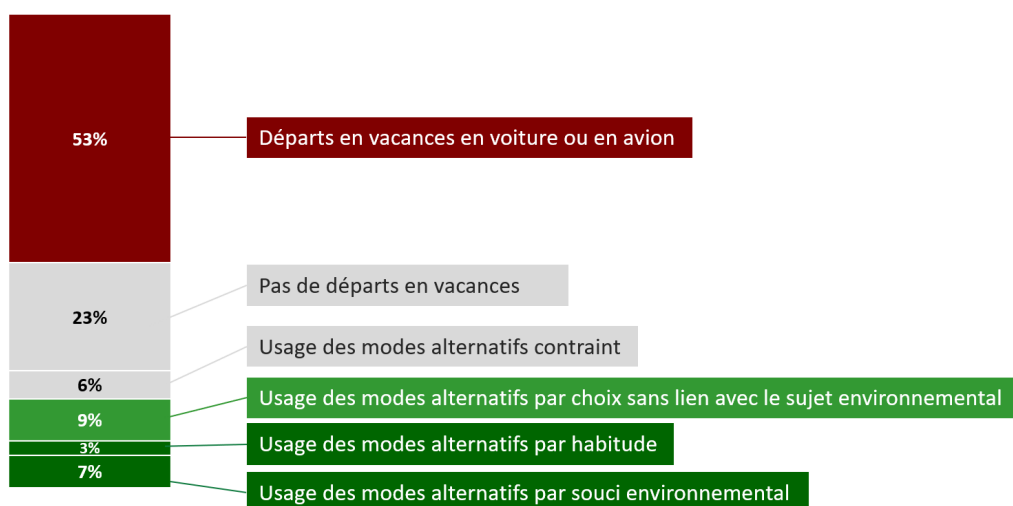 53%
Départs en vacances en voiture ou en avion
23%
Pas de départs en vacances
6%
Usage des modes alternatifs contraint
9%
Usage des modes alternatifs par choix sans lien avec le sujet environnemental
3%
Usage des modes alternatifs par habitude
7%
Usage des modes alternatifs par souci environnemental